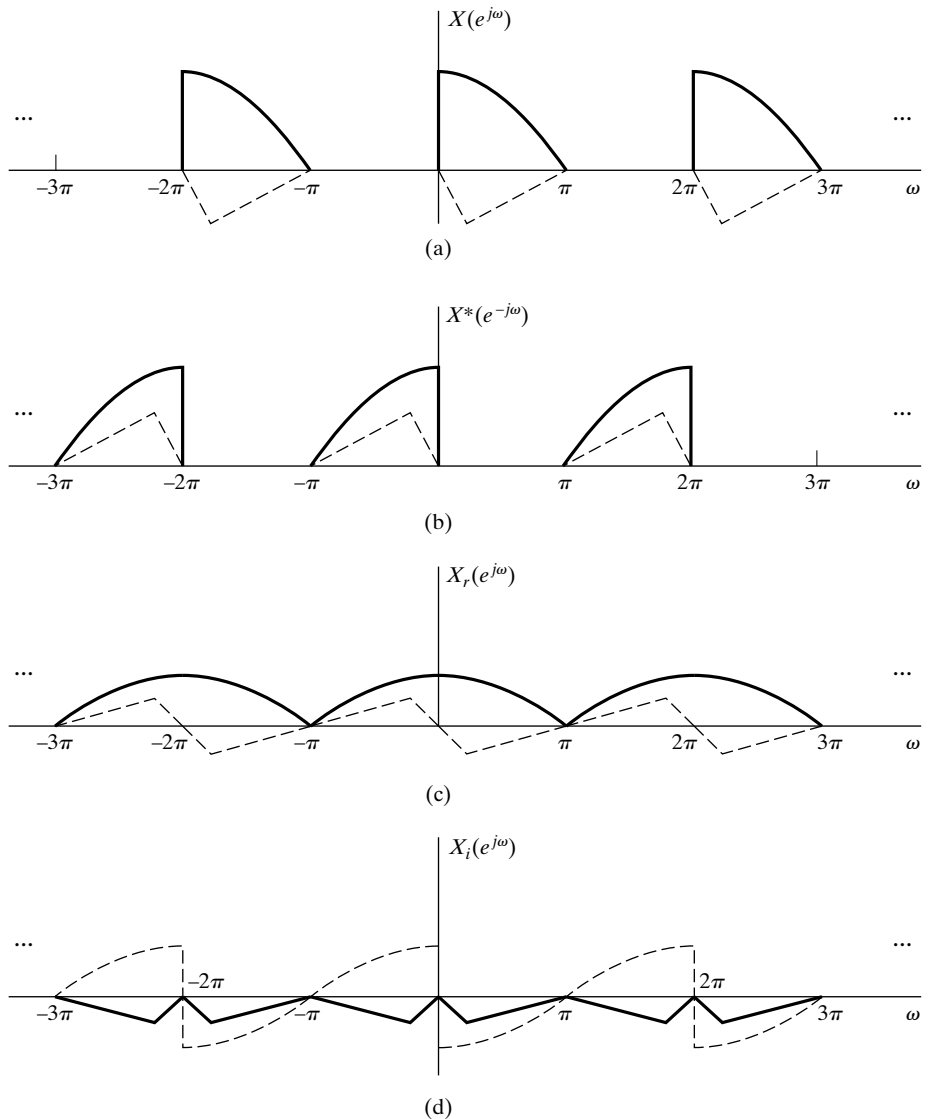 X(e^{jω})
... ...
−3π −2π −π π 2π 3π ω
(a)
X*(e^{−jω})
... ...
−3π −2π −π π 2π 3π ω
(b)
X_r(e^{jω})
... ...
−3π −2π −π π 2π 3π ω
(c)
X_i(e^{jω})
... ...
−2π 2π
−3π −π π 3π ω
(d)